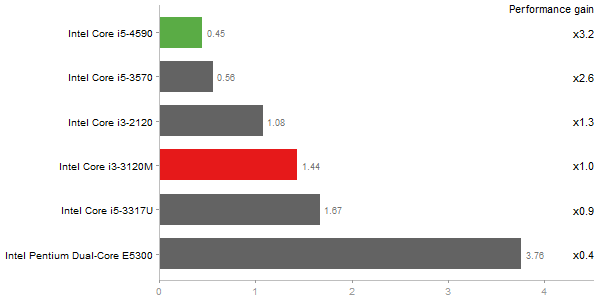 Performance gain
Intel Core i5-4590 0.45 x3.2
Intel Core i5-3570 0.56 x2.6
Intel Core i3-2120 1.08 x1.3
Intel Core i3-3120M 1.44 x1.0
Intel Core i5-3317U 1.67 x0.9
Intel Pentium Dual-Core E5300 3.76 x0.4
0 1 2 3 4